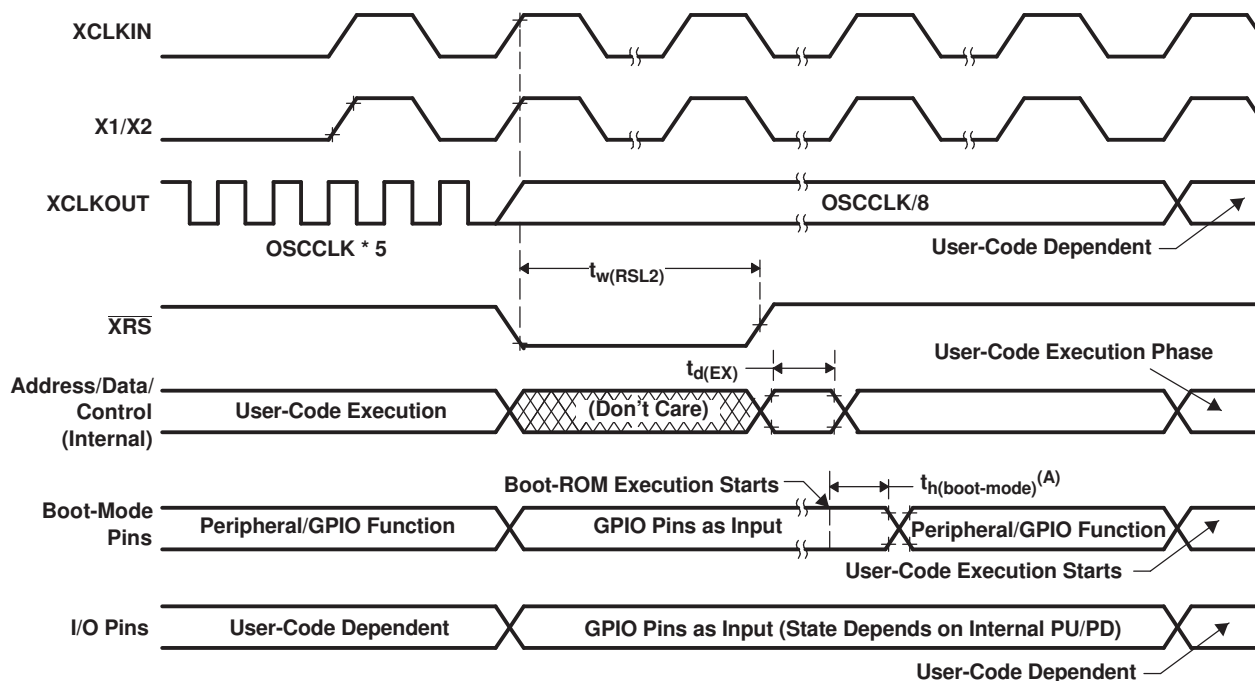 XCLKIN
X1/X2
XCLKOUT
OSCCLK * 5
OSCCLK/8
User-Code Dependent
tw(RSL2)
XRS
td(EX)
User-Code Execution Phase
Address/Data/
Control
(Internal)
User-Code Execution
(Don't Care)
Boot-ROM Execution Starts
th(boot-mode)(A)
Boot-Mode
Pins
Peripheral/GPIO Function
GPIO Pins as Input
Peripheral/GPIO Function
User-Code Execution Starts
I/O Pins
User-Code Dependent
GPIO Pins as Input (State Depends on Internal PU/PD)
User-Code Dependent